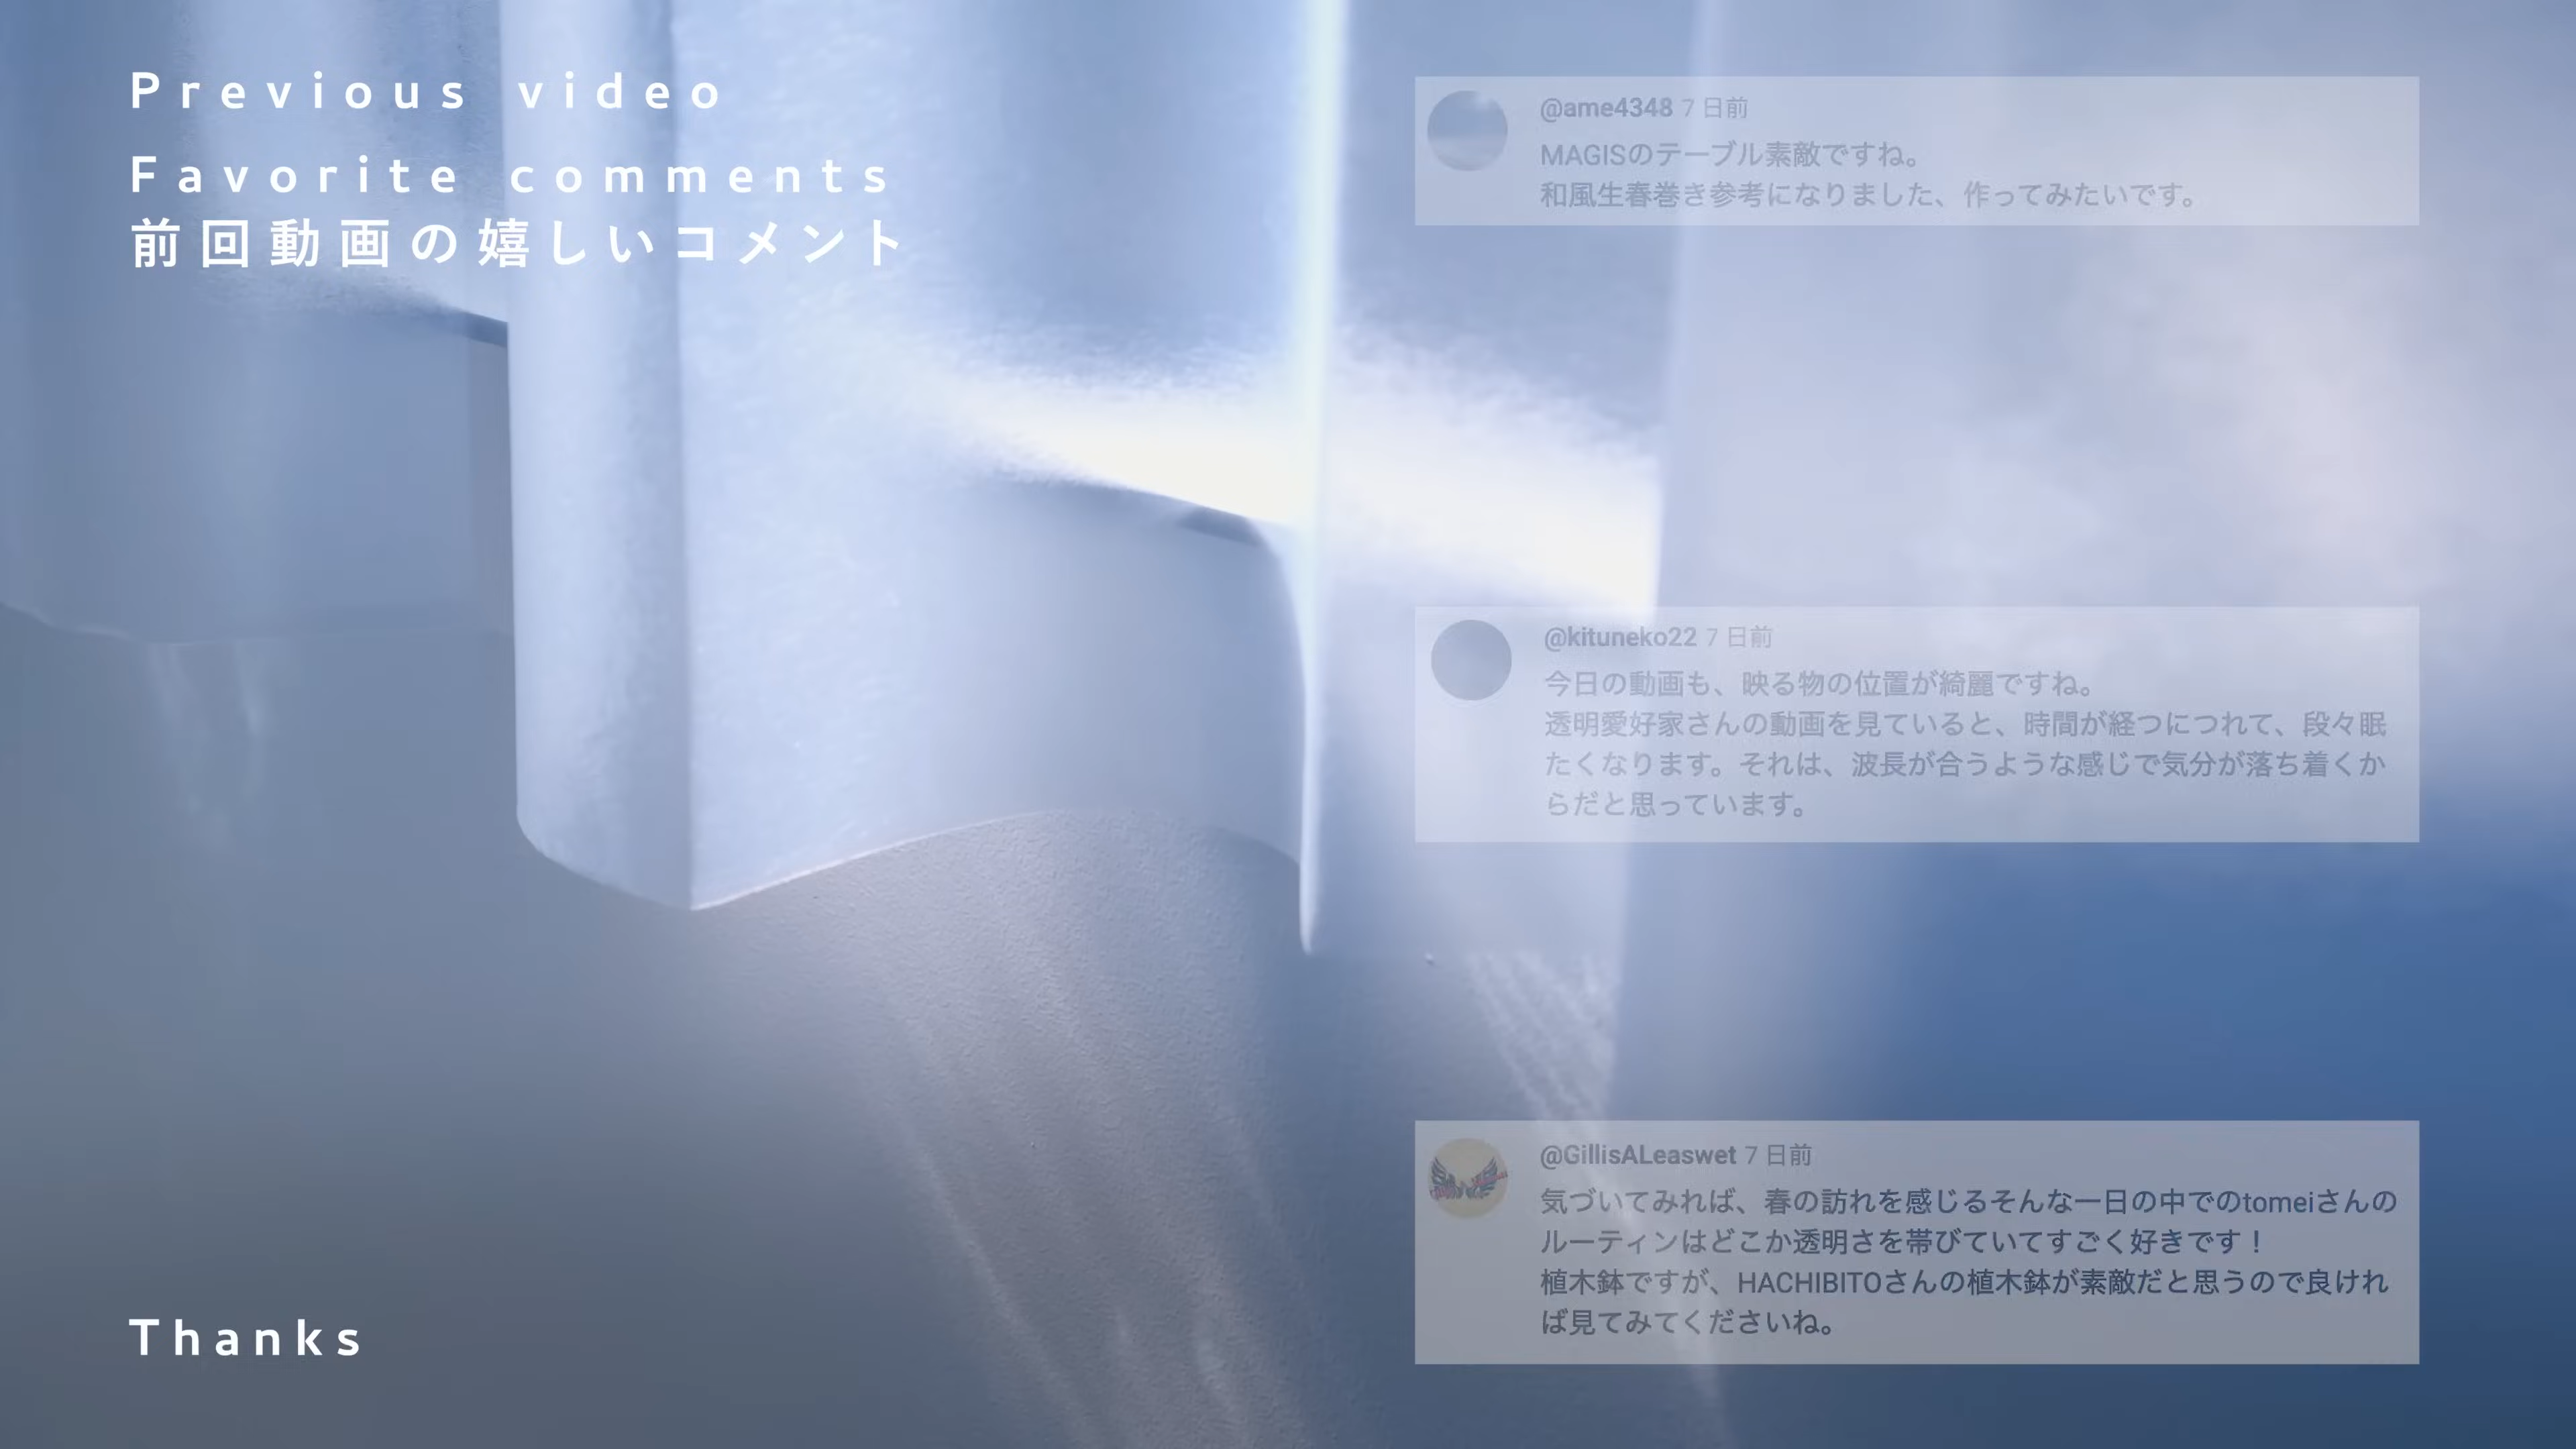 Previous video
Favorite comments
前回動画の嬉しいコメント
@ame4348 7 日前
MAGISのテーブル素敵ですね。
和風生春巻き参考になりました、作ってみたいです。
@kituneko22 7 日前
今日の動画も、映る物の位置が綺麗ですね。
透明愛好家さんの動画を見ていると、時間が経つにつれて、段々眠
たくなります。それは、波長が合うような感じで気分が落ち着くか
らだと思っています。
@GillisALeaswet 7 日前
気づいてみれば、春の訪れを感じるそんな一日の中でのtomeiさんの
ルーティンはどこか透明さを帯びていてすごく好きです！
植木鉢ですが、HACHIBITOさんの植木鉢が素敵だと思うので良けれ
ば見てみてくださいね。
Thanks